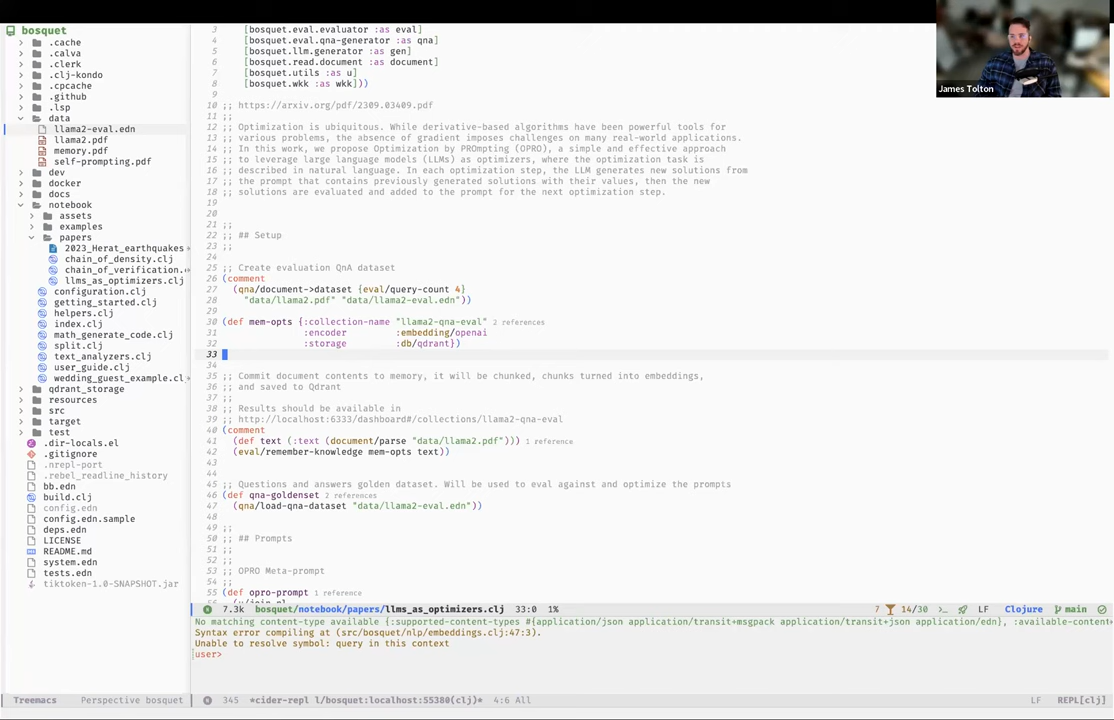 bosquet
.cache
.calva
.clerk
.clj-kondo
.cpcache
.github
.lsp
data
llama2-eval.edn
llama2.pdf
memory.pdf
self-prompting.pdf
dev
docker
docs
notebook
assets
examples
papers
2023_Herat_earthquakes
chain_of_density.clj
chain_of_verification.
llms_as_optimizers.clj
configuration.clj
getting_started.clj
helpers.clj
index.clj
math_generate_code.clj
split.clj
text_analyzers.clj
user_guide.clj
wedding_guest_example.clj
qdrant_storage
resources
src
target
test
.dir-locals.el
.gitignore
.nrepl-port
.rebel_readline_history
bb.edn
build.clj
config.edn
config.edn.sample
deps.edn
LICENSE
README.md
system.edn
tests.edn
tiktoken-1.0-SNAPSHOT.jar
Treemacs Perspective bosquet
3 [bosquet.eval.evaluator :as eval]
4 [bosquet.eval.qna-generator :as qna]
5 [bosquet.llm.generator :as gen]
6 [bosquet.read.document :as document]
7 [bosquet.utils :as u]
8 [bosquet.wkk :as wkk]))
9
10 ;; https://arxiv.org/pdf/2309.03409.pdf
11 ;;
12 ;; Optimization is ubiquitous. While derivative-based algorithms have been powerful tools for
13 ;; various problems, the absence of gradient imposes challenges on many real-world applications.
14 ;; In this work, we propose Optimization by PROmpting (OPRO), a simple and effective approach
15 ;; to leverage large language models (LLMs) as optimizers, where the optimization task is
16 ;; described in natural language. In each optimization step, the LLM generates new solutions from
17 ;; the prompt that contains previously generated solutions with their values, then the new
18 ;; solutions are evaluated and added to the prompt for the next optimization step.
19
20
21 ;;
22 ;; ## Setup
23 ;;
24
25 ;; Create evaluation QnA dataset
26 (comment
27 (qna/document->dataset {eval/query-count 4}
28 "data/llama2.pdf" "data/llama2-eval.edn"))
29
30 (def mem-opts {:collection-name "llama2-qna-eval" 2 references
31 :encoder :embedding/openai
32 :storage :db/qdrant})
33
34
35 ;; Commit document contents to memory, it will be chunked, chunks turned into embeddings,
36 ;; and saved to Qdrant
37 ;;
38 ;; Results should be available in
39 ;; http://localhost:6333/dashboard#/collections/llama2-qna-eval
40 (comment
41 (def text (:text (document/parse "data/llama2.pdf"))) 1 reference
42 (eval/remember-knowledge mem-opts text))
43
44
45 ;; Questions and answers golden dataset. Will be used to eval against and optimize the prompts
46 (def qna-goldenset 2 references
47 (qna/load-qna-dataset "data/llama2-eval.edn"))
48
49 ;;
50 ;; ## Prompts
51 ;;
52 ;;
53 ;; OPRO Meta-prompt
54 ;;
55 (def opro-prompt 1 reference
7.3k bosquet/notebook/papers/llms_as_optimizers.clj 33:0 1% 7 14/30 LF Clojure main
No matching content-type available {:supported-content-types #{application/json application/transit+msgpack application/transit+json application/edn}, :available-content
Syntax error compiling at (src/bosquet/nlp/embeddings.clj:47:3).
Unable to resolve symbol: query in this context
user>
345 *cider-repl l/bosquet:localhost:55380(clj)* 4:6 All LF REPL[clj]
James Tolton